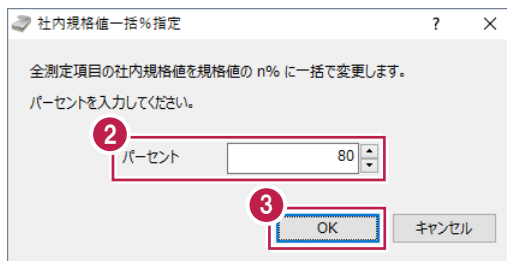 社内規格値一括%指定
?
×
全測定項目の社内規格値を規格値の n% に一括で変更します。
パーセントを入力してください。
2
パーセント
80
3
OK
キャンセル